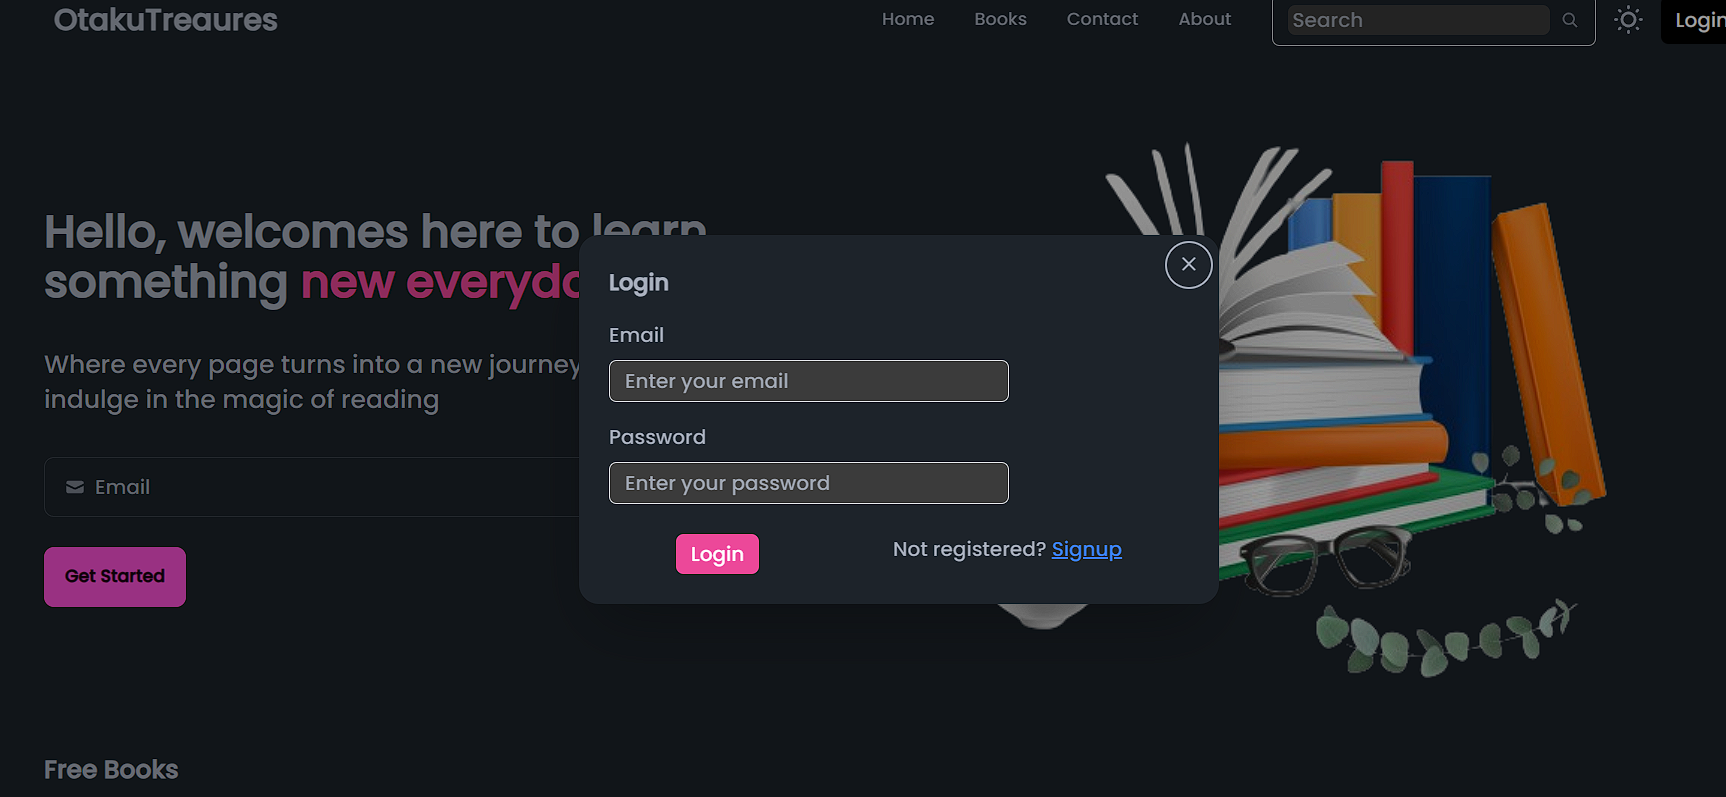 OtakuTreaures
Home
Books
Contact
About
Search
Login
Hello, welcomes here to learn
something new everyda
Where every page turns into a new journey
indulge in the magic of reading
Email
Get Started
Login
Email
Enter your email
Password
Enter your password
Login
Not registered? Signup
Free Books